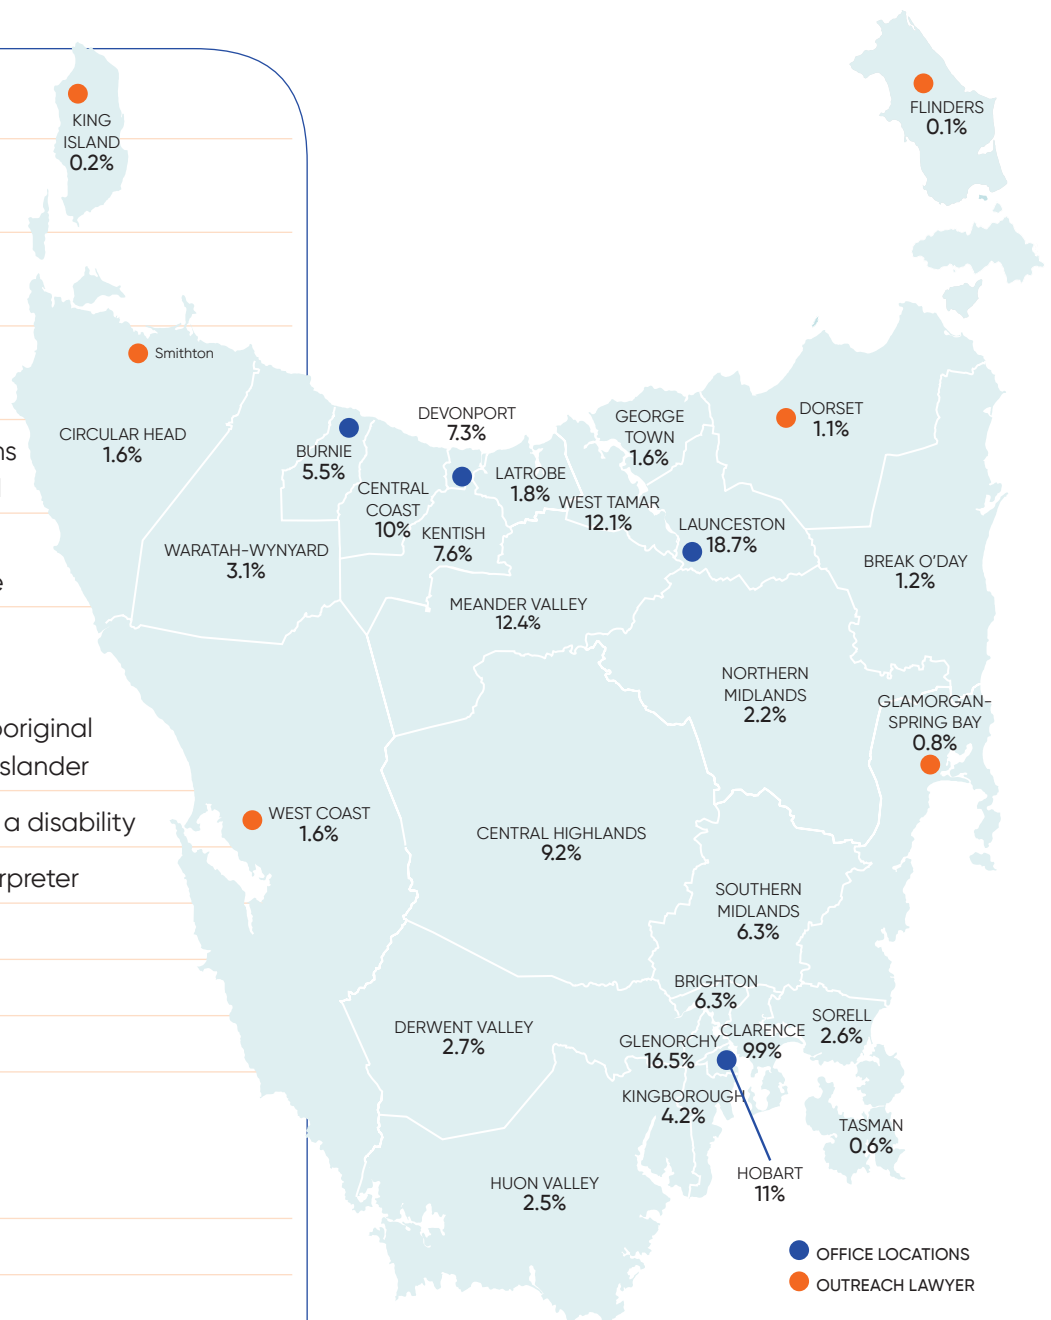 KING
ISLAND
0.2%
FLINDERS
0.1%
Smithton
CIRCULAR HEAD
1.6%
BURNIE
5.5%
DEVONPORT
7.3%
GEORGE
TOWN
1.6%
DORSET
1.1%
LATROBE
1.8%
CENTRAL
COAST
10%
WEST TAMAR
12.1%
KENTISH
7.6%
LAUNCESTON
18.7%
WARATAH-WYNYARD
3.1%
BREAK O’DAY
1.2%
MEANDER VALLEY
12.4%
NORTHERN
MIDLANDS
2.2%
GLAMORGAN-
SPRING BAY
0.8%
original
slander
a disability
rpreter
WEST COAST
1.6%
CENTRAL HIGHLANDS
9.2%
SOUTHERN
MIDLANDS
6.3%
BRIGHTON
6.3%
DERWENT VALLEY
2.7%
GLENORCHY
16.5%
CLARENCE
9.9%
SORELL
2.6%
KINGBOROUGH
4.2%
TASMAN
0.6%
HUON VALLEY
2.5%
HOBART
11%
OFFICE LOCATIONS
OUTREACH LAWYER